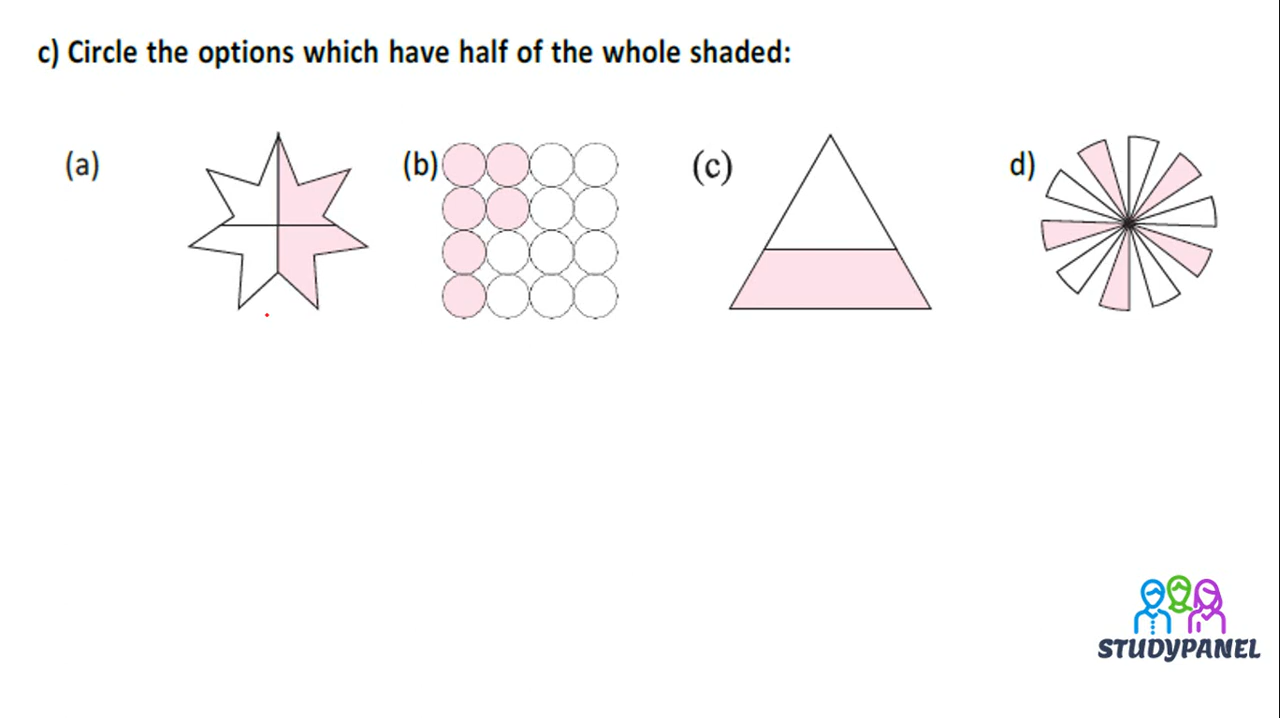 c) Circle the options which have half of the whole shaded:
(a)
(b)
(c)
d)
STUDYPANEL